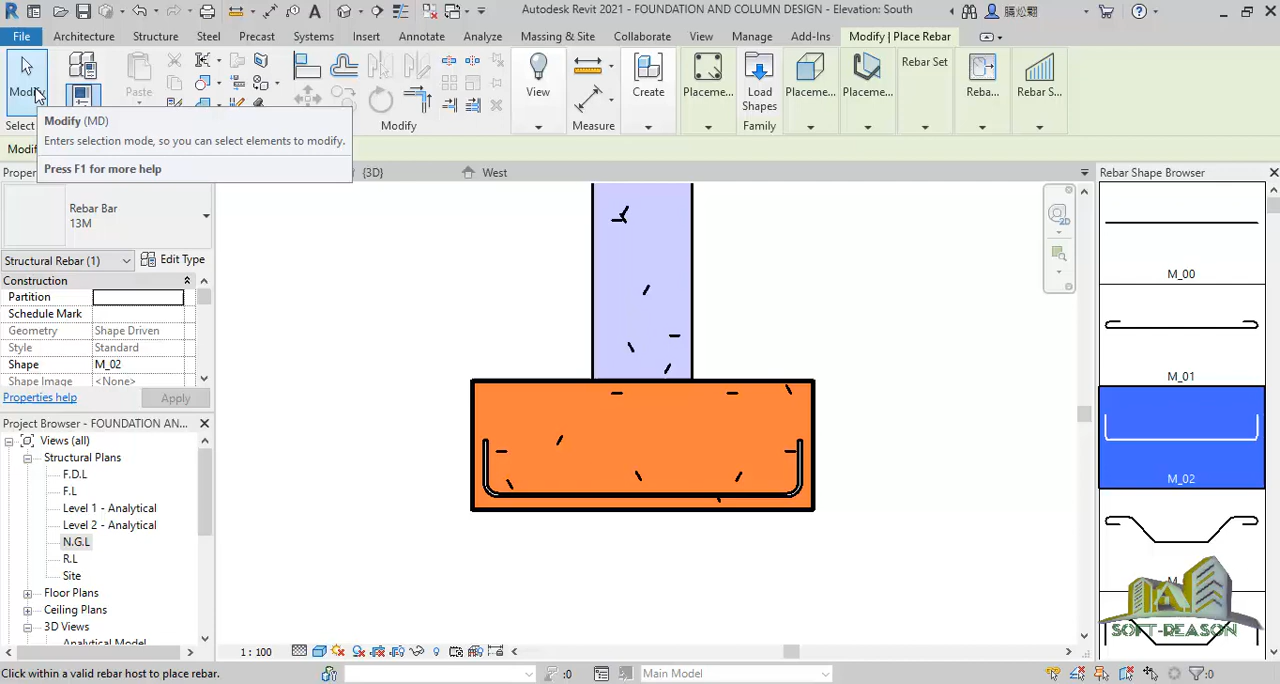 Autodesk Revit 2021 - FOUNDATION AND COLUMN DESIGN - Elevation: South
File Architecture Structure Steel Precast Systems Insert Annotate Analyze Massing & Site Collaborate View Manage Add-Ins Modify | Place Rebar
Modify Paste View Create Placeme... Load Shapes Placeme... Placeme... Rebar Set Reba... Rebar S...
Select Modify Measure Family
Modif
Modify (MD)
Enters selection mode, so you can select elements to modify.
Press F1 for more help
Proper
{3D} West
Rebar Shape Browser
Rebar Bar
13M
Structural Rebar (1) Edit Type
Construction
Partition
Schedule Mark
Geometry Shape Driven
Style Standard
Shape M_02
Shape Image <None>
Properties help Apply
Project Browser - FOUNDATION AN...
Views (all)
Structural Plans
F.D.L
F.L
Level 1 - Analytical
Level 2 - Analytical
N.G.L
R.L
Site
Floor Plans
Ceiling Plans
3D Views
Analytical Model
2D
M_00
M_01
M_02
SOFT-REASON
1 : 100
Click within a valid rebar host to place rebar.
:0
Main Model
:0